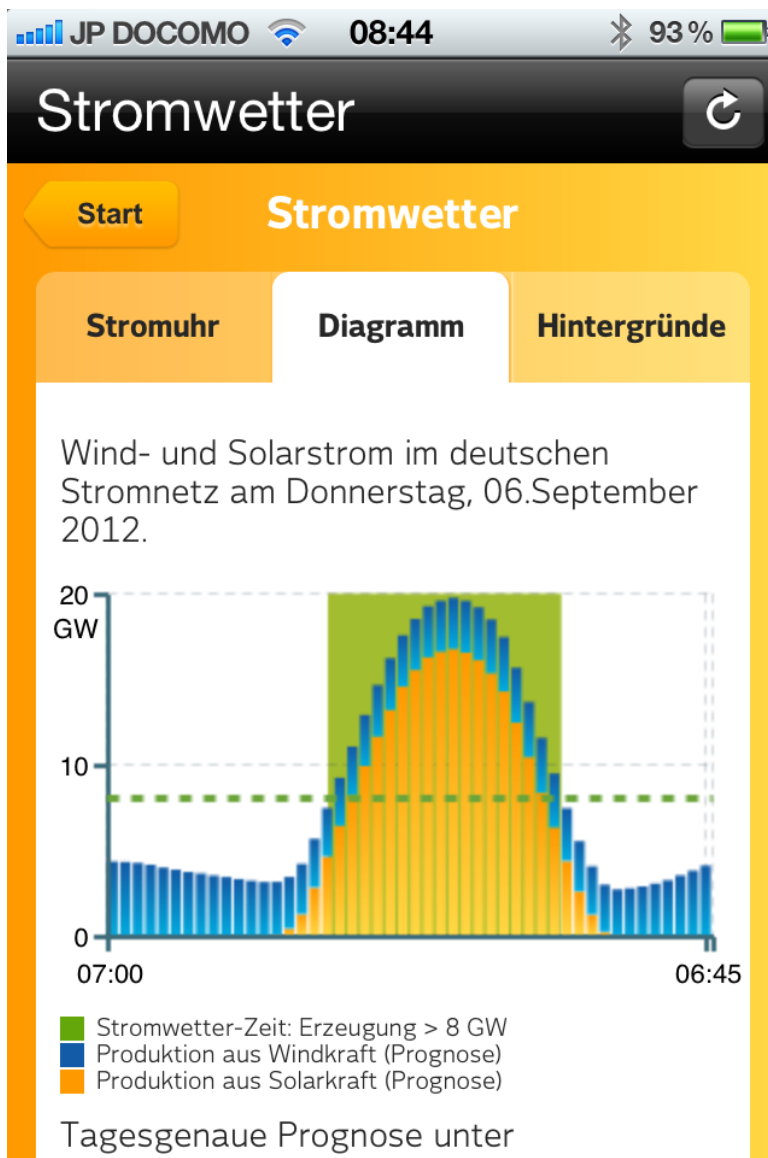 JP DOCOMO 08:44 93 %
Stromwetter
Start Stromwetter
Stromuhr Diagramm Hintergründe
Wind- und Solarstrom im deutschen
Stromnetz am Donnerstag, 06.September
2012.
20
GW
10
0
07:00 06:45
Stromwetter-Zeit: Erzeugung > 8 GW
Produktion aus Windkraft (Prognose)
Produktion aus Solarkraft (Prognose)
Tagesgenaue Prognose unter